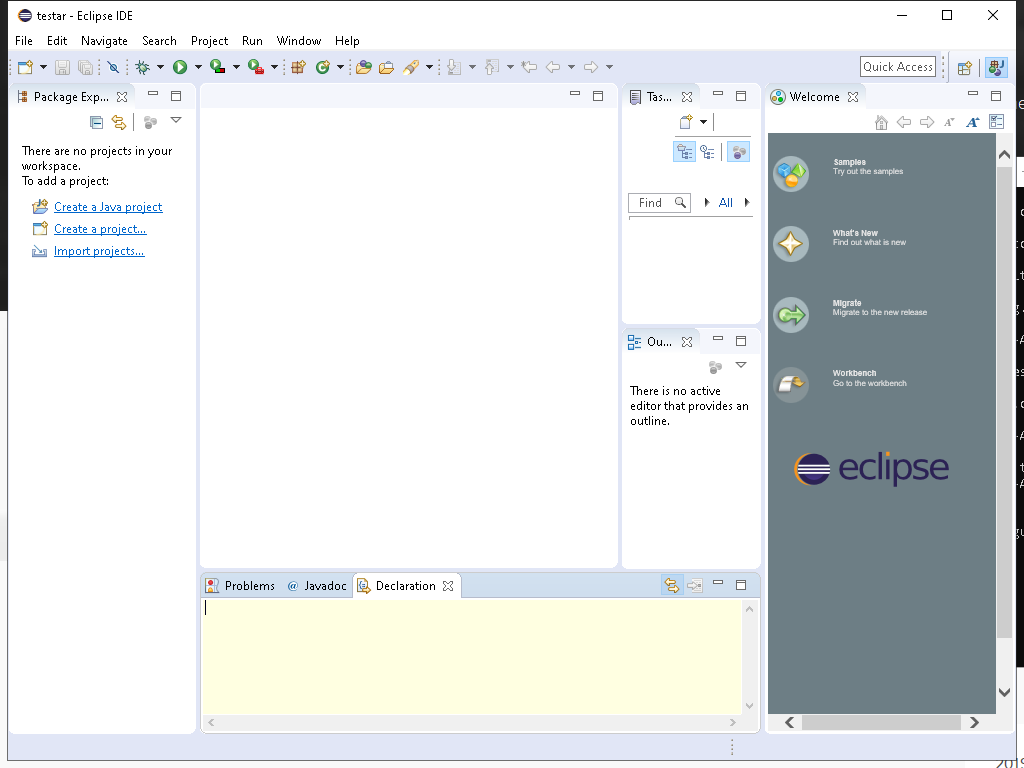 testar - Eclipse IDE
File Edit Navigate Search Project Run Window Help
Quick Access
Package Exp...
There are no projects in your
workspace.
To add a project:
Create a Java project
Create a project...
Import projects...
Tas...
Find
All
Ou...
There is no active
editor that provides an
outline.
Problems
@ Javadoc
Declaration
Welcome
Samples
Try out the samples
What's New
Find out what is new
Migrate
Migrate to the new release
Workbench
Go to the workbench
eclipse